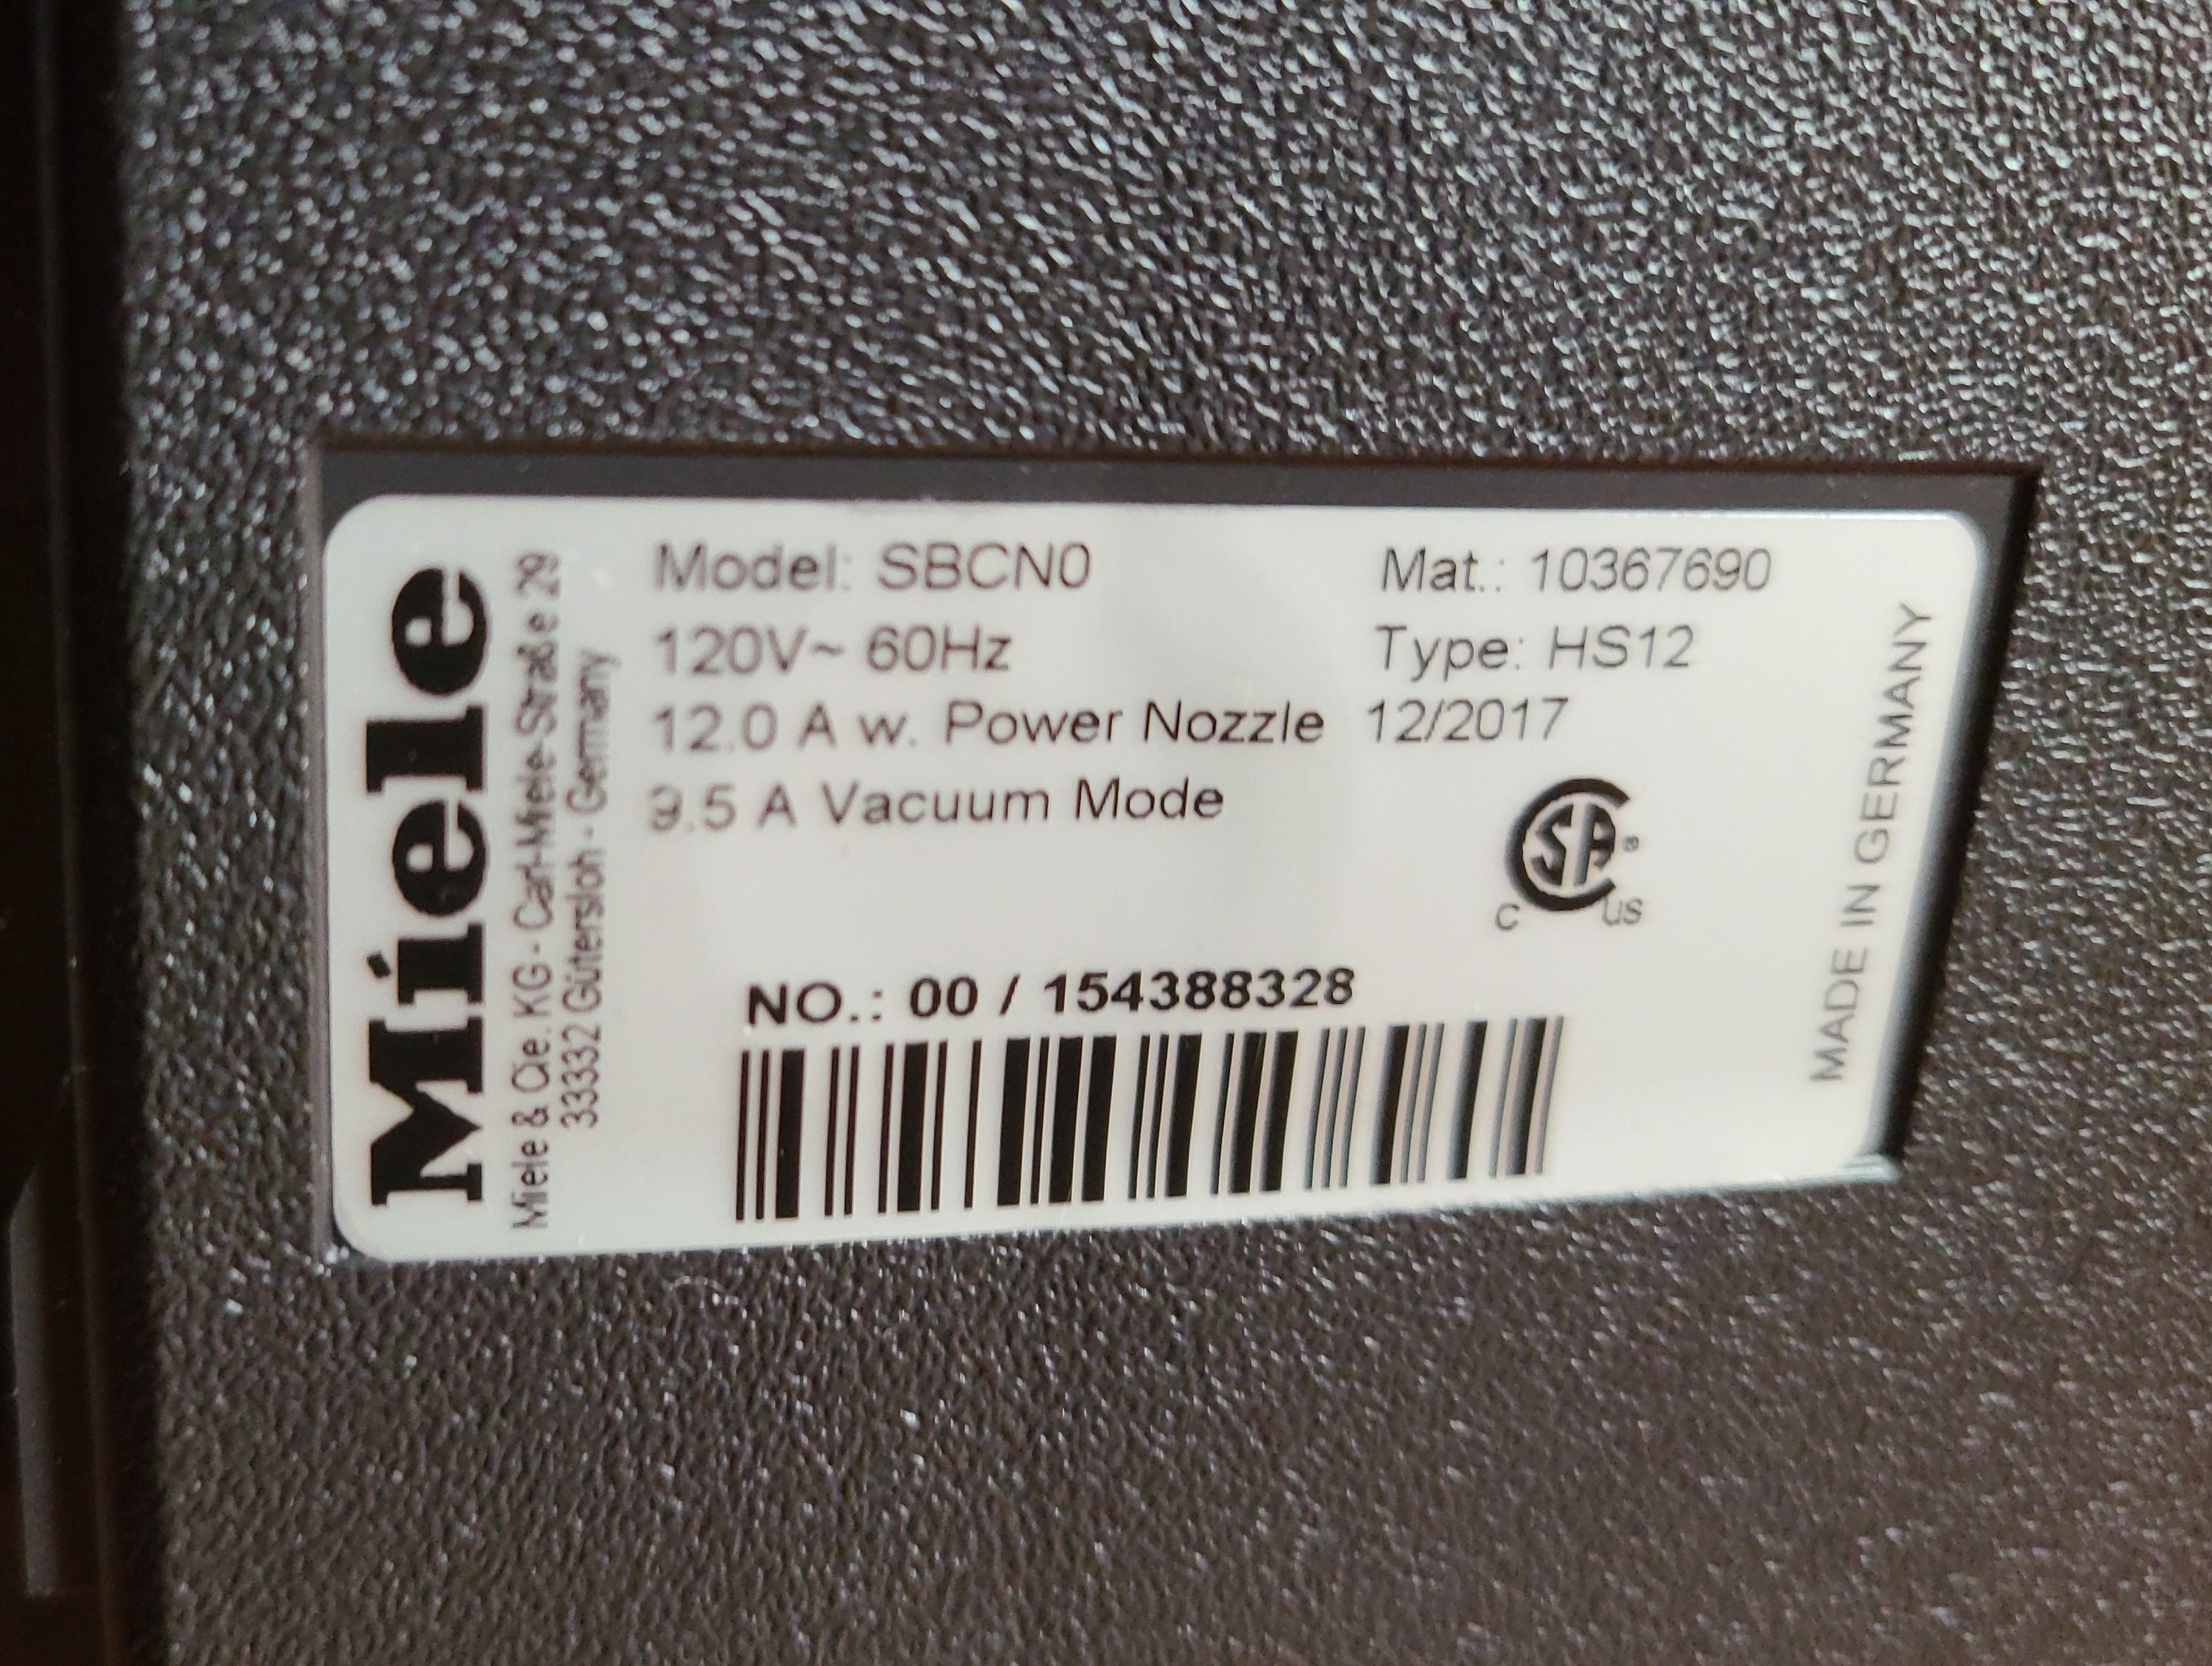 Miele
Miele & Cie. KG - Carl-Miele-Straße 29
33332 Gütersloh - Germany
Model: SBCN0
Mat.: 10367690
120V~ 60Hz
Type: HS12
12.0 A w. Power Nozzle 12/2017
9.5 A Vacuum Mode
SA ®
C US
NO.: 00 / 154388328
MADE IN GERMANY